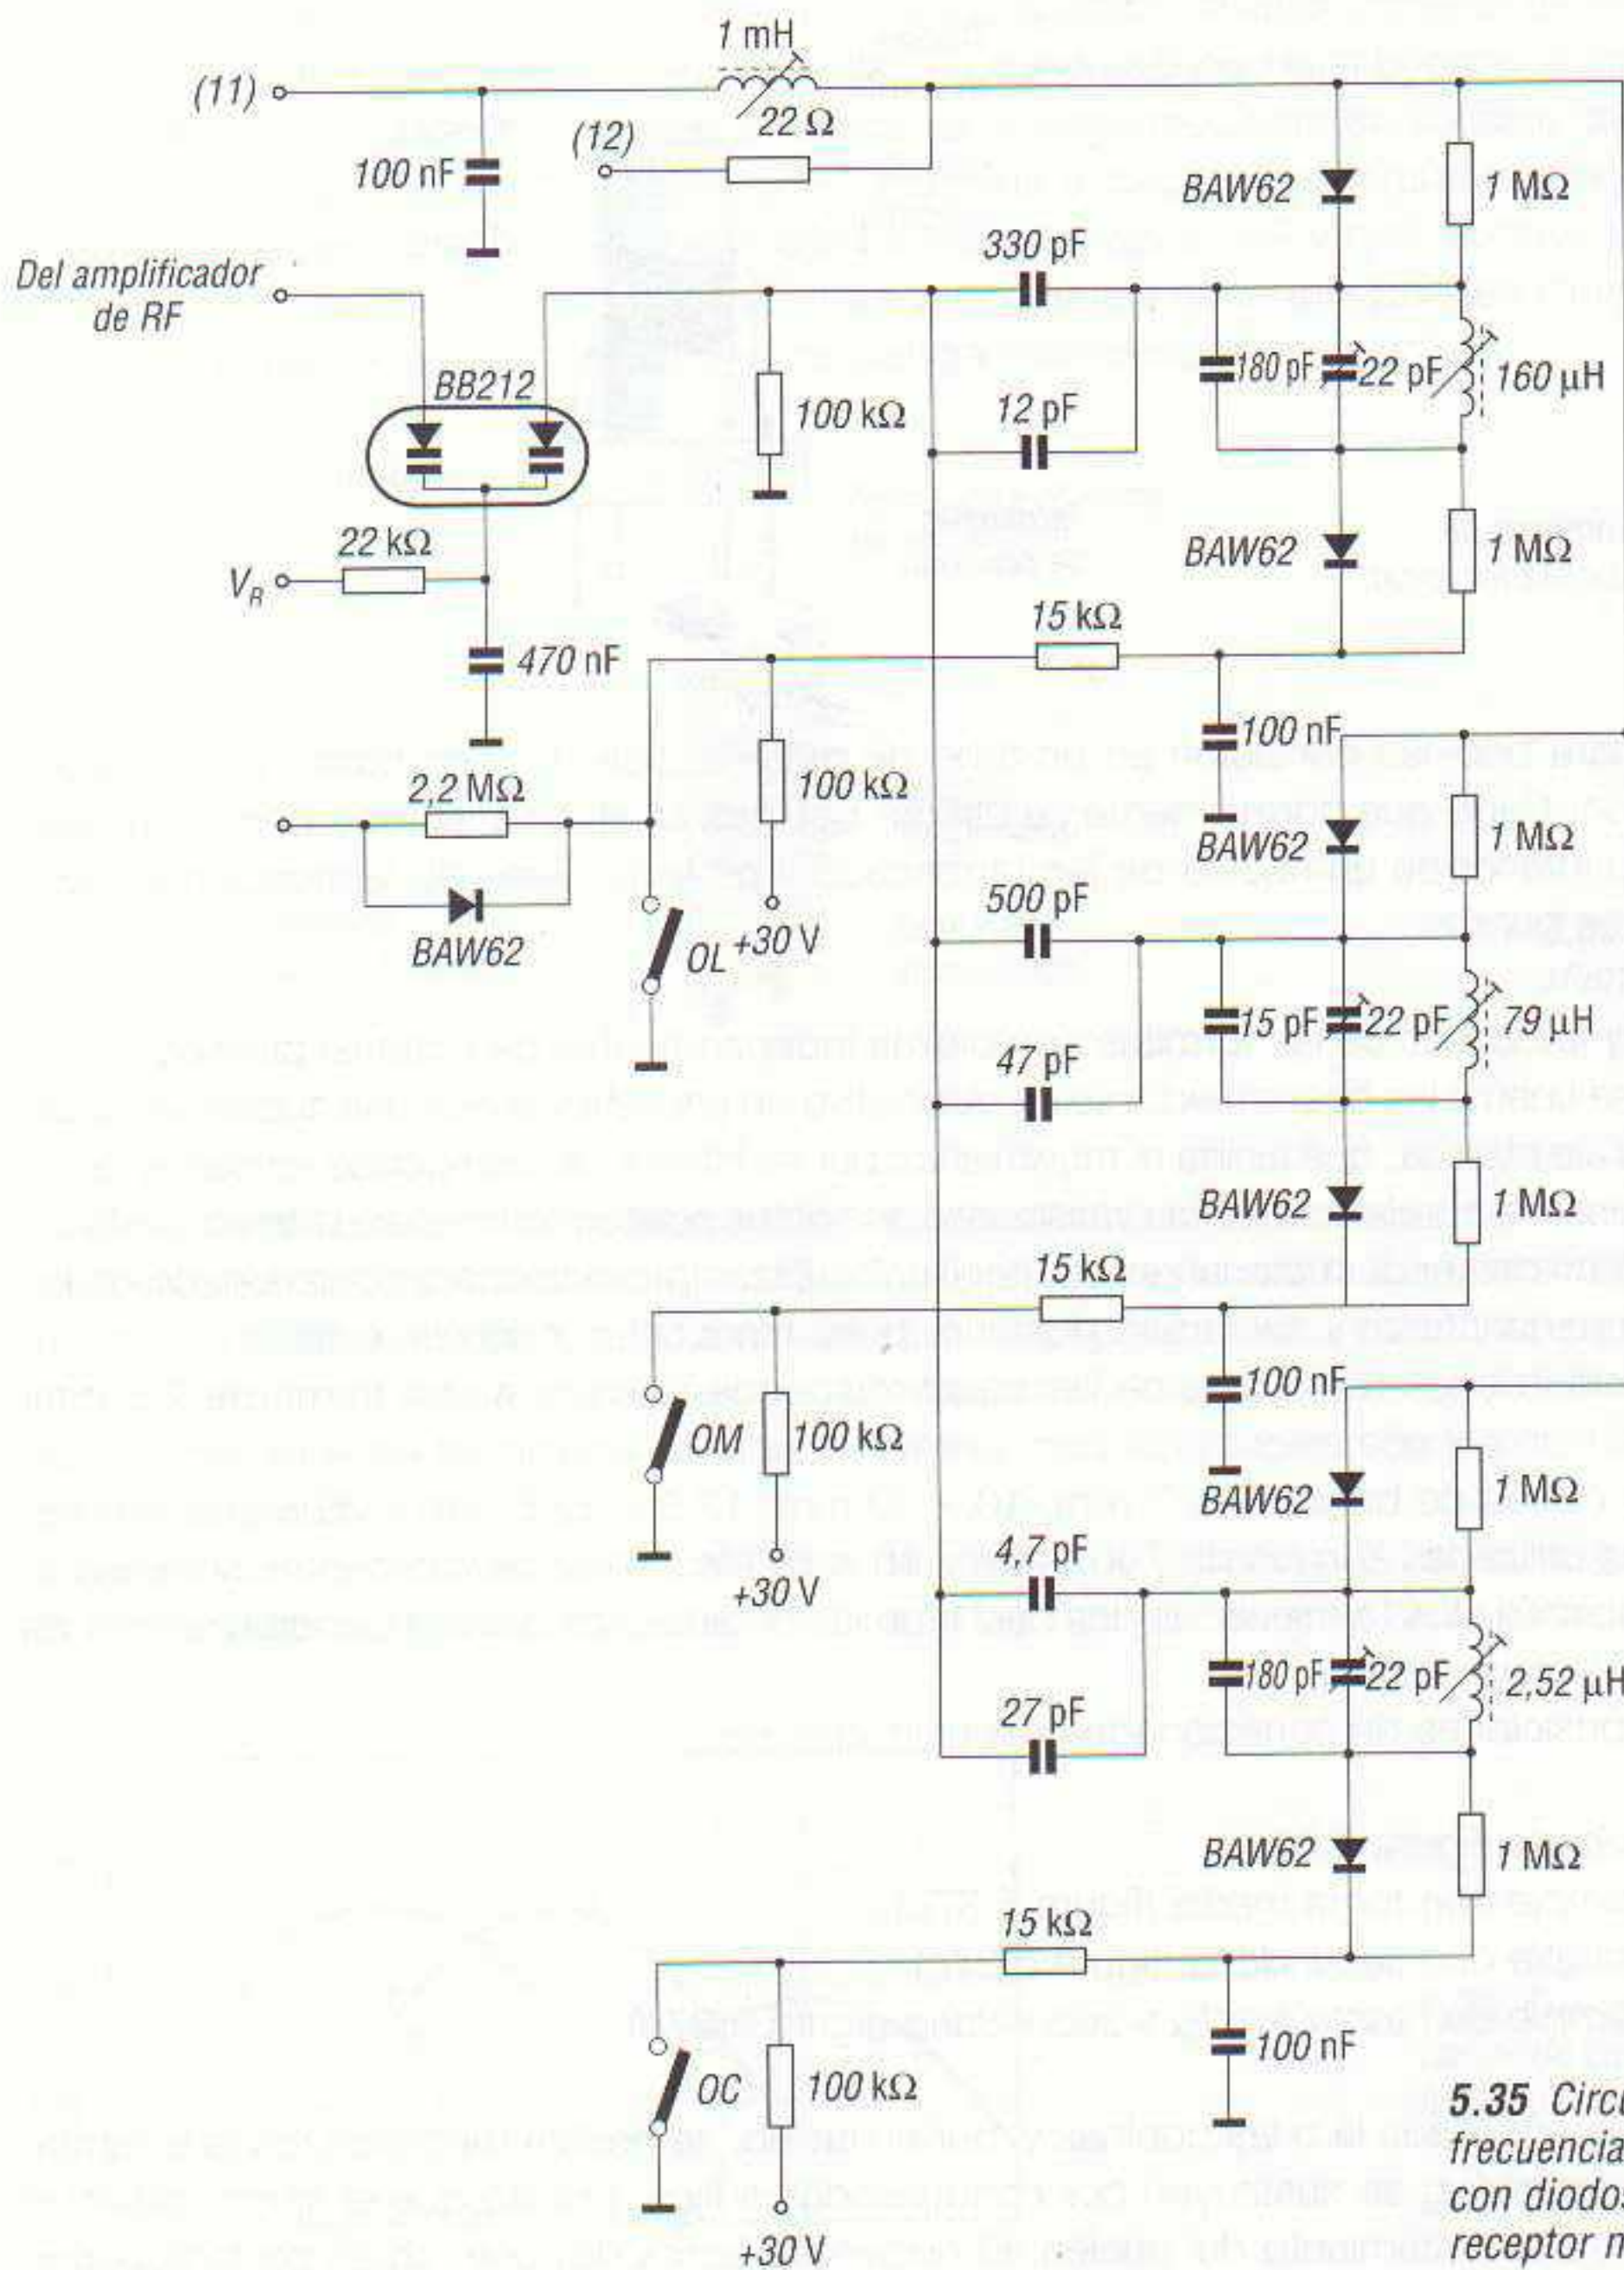 1 mH
(11)
22 Ω
(12)
100 nF
BAW62
1 MΩ
330 pF
Del amplificador
de RF
180 pF
22 pF
160 µH
BB212
12 pF
100 kΩ
22 kΩ
BAW62
1 MΩ
V_R
15 kΩ
470 nF
100 nF
2,2 MΩ
100 kΩ
BAW62
1 MΩ
500 pF
BAW62
OL
+30 V
15 pF
22 pF
79 µH
47 pF
BAW62
1 MΩ
15 kΩ
100 nF
OM
100 kΩ
BAW62
1 MΩ
4,7 pF
+30 V
180 pF
22 pF
2,52 µH
27 pF
BAW62
1 MΩ
15 kΩ
100 nF
OC
100 kΩ
5.35 Circu
frecuencia
con diodos
receptor m
+30 V